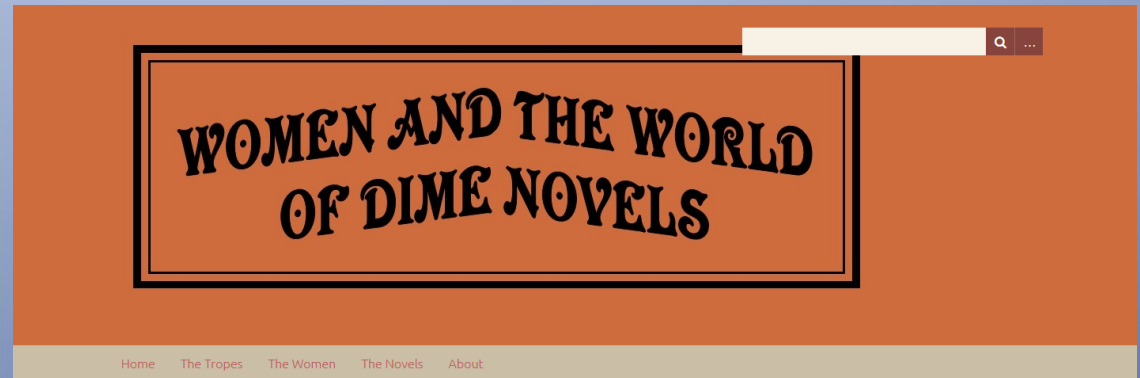 ...
WOMEN AND THE WORLD
OF DIME NOVELS
Home The Tropes The Women The Novels About